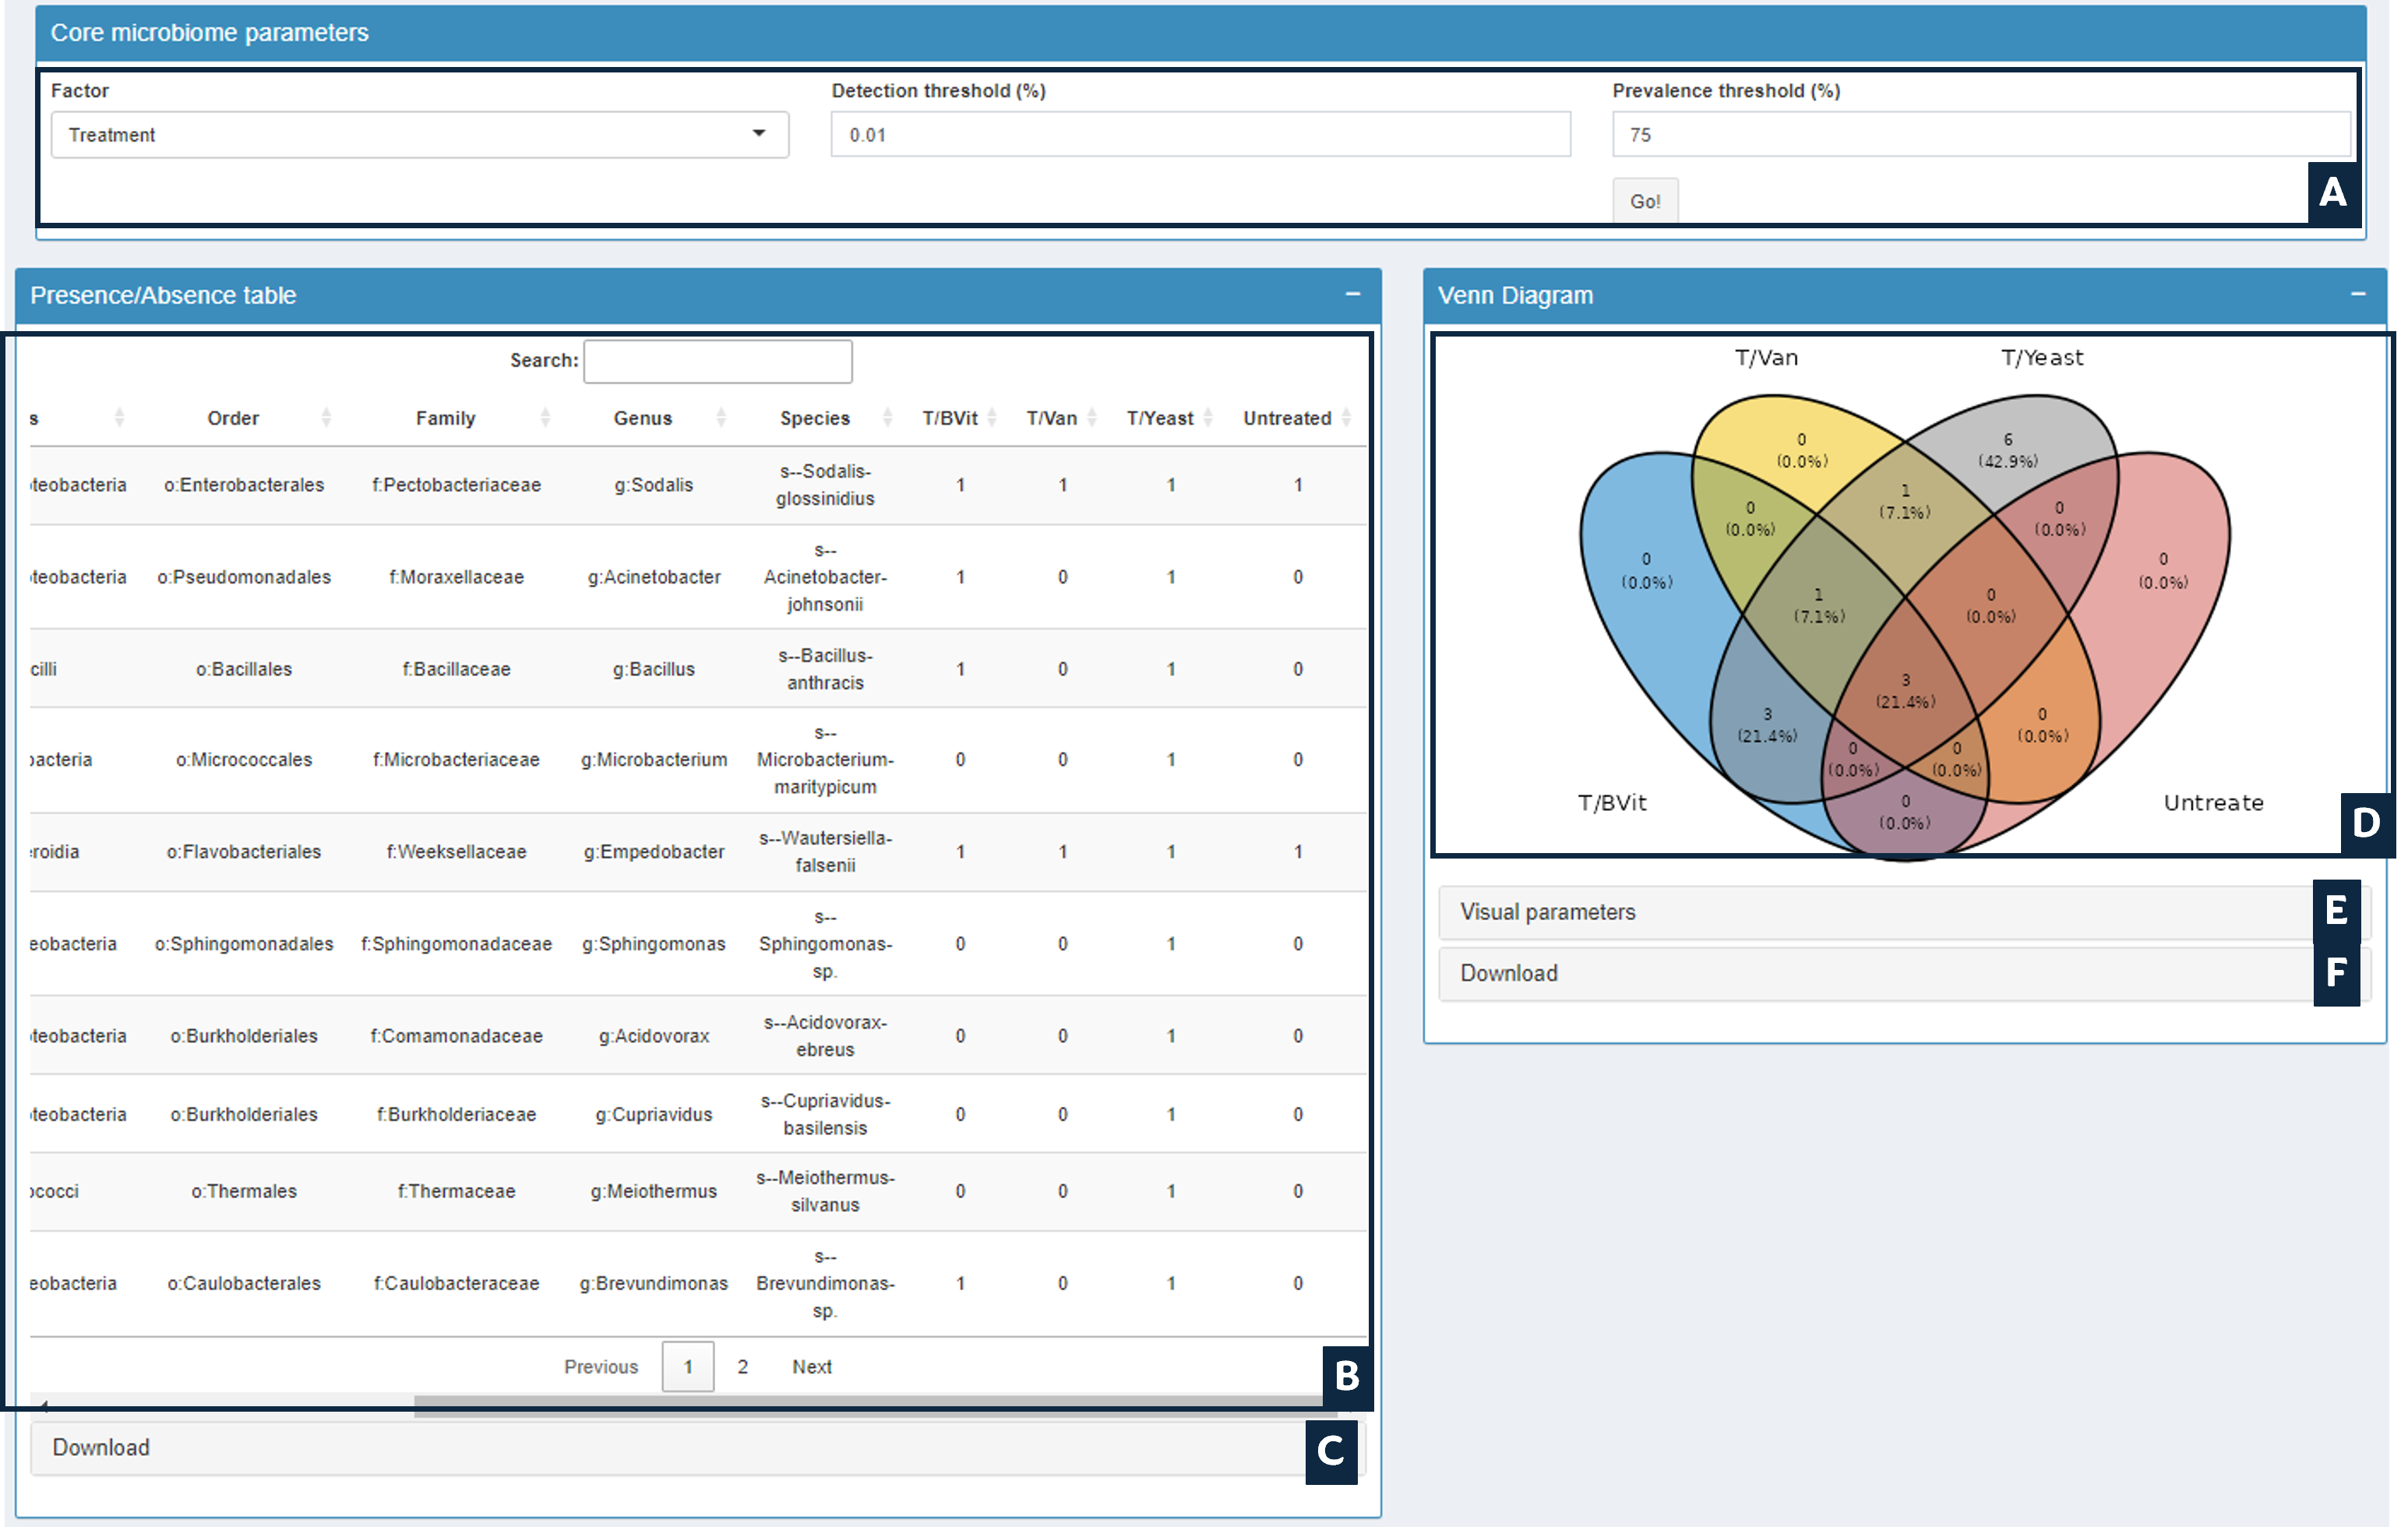 Core microbiome parameters
Factor
Detection threshold (%)
Prevalence threshold (%)
Treatment
0.01
75
Go!
A
Presence/Absence table
Search:
s Order Family Genus Species T/BVit T/Van T/Yeast Untreated
s--Sodalis-
teobacteria o:Enterobacterales f:Pectobacteriaceae g:Sodalis 1 1 1 1
glossinidius
s--
teobacteria o:Pseudomonadales f:Moraxellaceae g:Acinetobacter Acinetobacter- 1 0 1 0
johnsonii
s--Bacillus-
cilli o:Bacillales f:Bacillaceae g:Bacillus 1 0 1 0
anthracis
s--
bacteria o:Micrococcales f:Microbacteriaceae g:Microbacterium Microbacterium- 0 0 1 0
maritypicum
s--Wautersiella-
roidia o:Flavobacteriales f:Weeksellaceae g:Empedobacter 1 1 1 1
falsenii
s--
eobacteria o:Sphingomonadales f:Sphingomonadaceae g:Sphingomonas Sphingomonas- 0 0 1 0
sp.
s--Acidovorax-
teobacteria o:Burkholderiales f:Comamonadaceae g:Acidovorax 0 0 1 0
ebreus
s--Cupriavidus-
teobacteria o:Burkholderiales f:Burkholderiaceae g:Cupriavidus 0 0 1 0
basilensis
s--Meiothermus-
ococci o:Thermales f:Thermaceae g:Meiothermus 0 0 1 0
silvanus
s--
eobacteria o:Caulobacterales f:Caulobacteraceae g:Brevundimonas Brevundimonas- 1 0 1 0
sp.
Previous 1 2 Next
B
Download
C
Venn Diagram
T/Van T/Yeast
0
(0.0%)
6
(42.9%)
0
(0.0%)
1
(7.1%)
0
(0.0%)
0
(0.0%)
0
(0.0%)
1
(7.1%)
0
(0.0%)
3
(21.4%)
3
(21.4%)
0
(0.0%)
0
(0.0%)
0
(0.0%)
0
(0.0%)
T/BVit Untreate
D
Visual parameters
E
Download
F